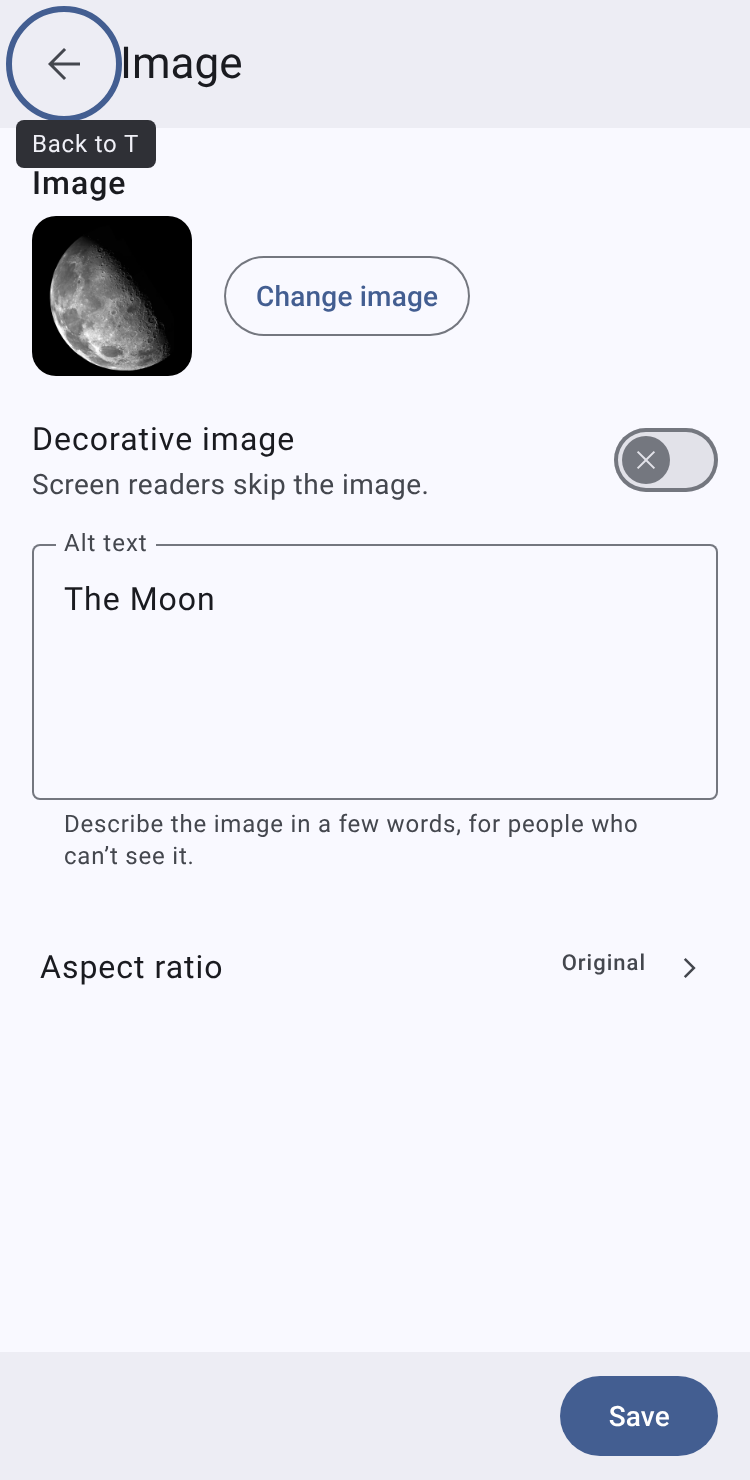 Image
Back to T
Image
Change image
Decorative image
Screen readers skip the image.
Alt text
The Moon
Describe the image in a few words, for people who
can’t see it.
Aspect ratio
Original
Save